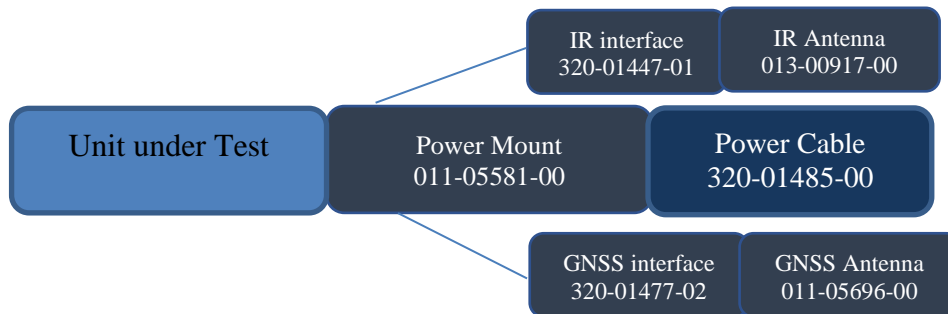 IR interface
320-01447-01
IR Antenna
013-00917-00
Unit under Test
Power Mount
011-05581-00
Power Cable
320-01485-00
GNSS interface
320-01477-02
GNSS Antenna
011-05696-00